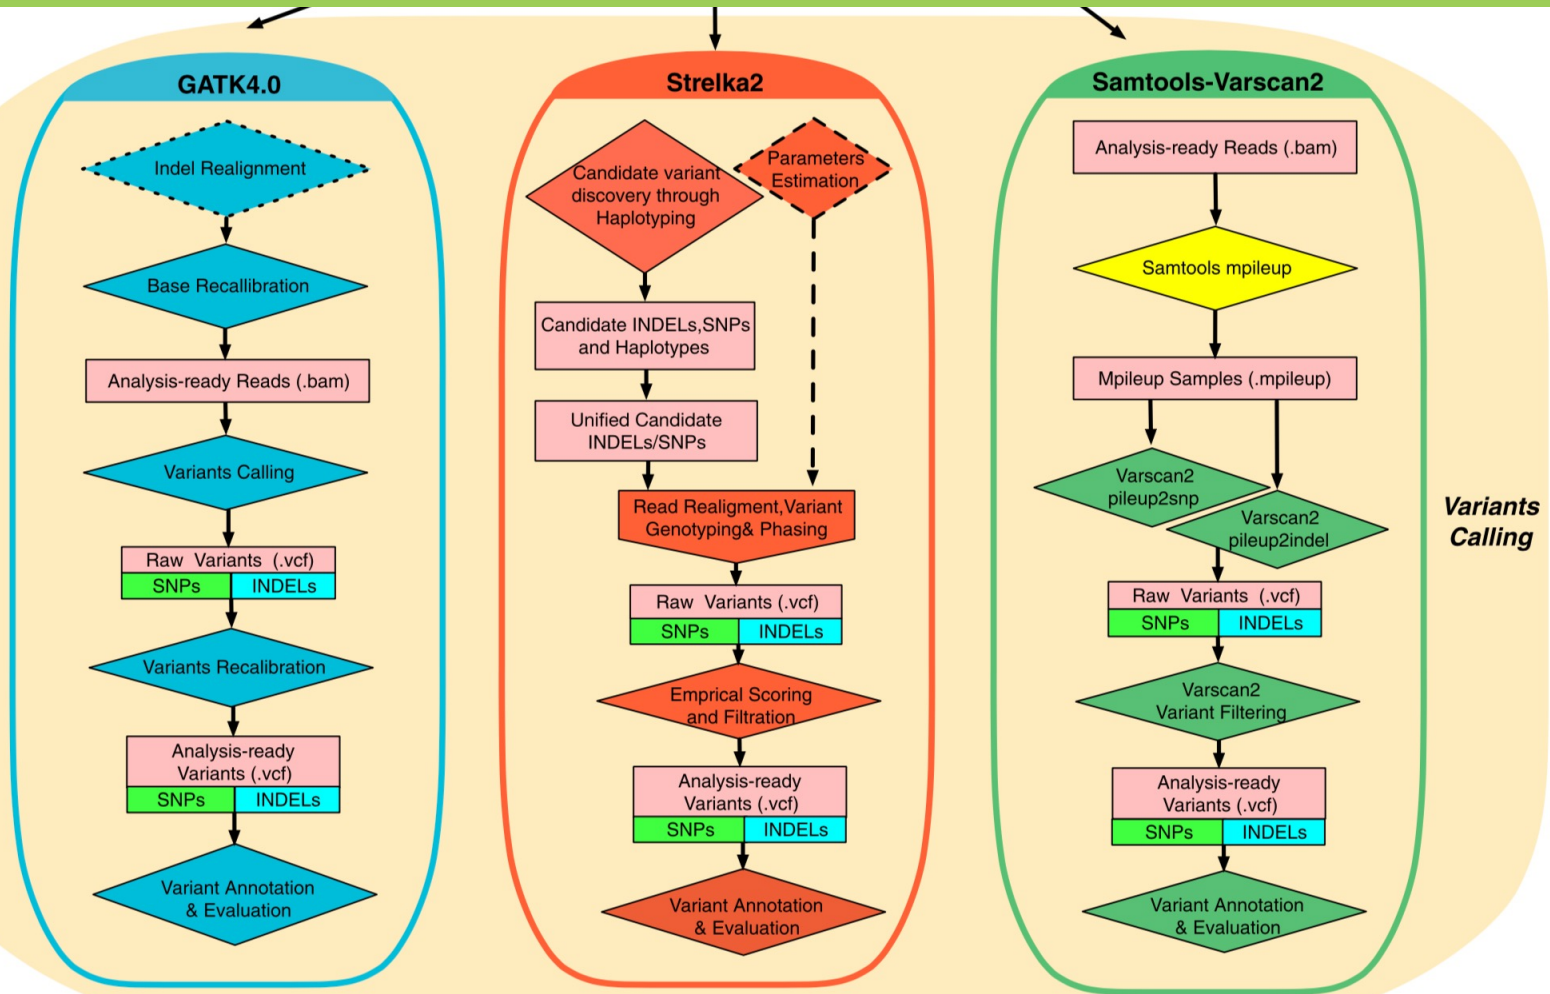 GATK4.0
Indel Realignment
Base Recallibration
Analysis-ready Reads (.bam)
Variants Calling
Raw Variants (.vcf)
SNPs
INDELs
Variants Recalibration
Analysis-ready
Variants (.vcf)
SNPs
INDELs
Variant Annotation
& Evaluation
Strelka2
Candidate variant
discovery through
Haplotyping
Parameters
Estimation
Candidate INDELs,SNPs
and Haplotypes
Unified Candidate
INDELs/SNPs
Read Realigment,Variant
Genotyping& Phasing
Raw Variants (.vcf)
SNPs
INDELs
Emprical Scoring
and Filtration
Analysis-ready
Variants (.vcf)
SNPs
INDELs
Variant Annotation
& Evaluation
Samtools-Varscan2
Analysis-ready Reads (.bam)
Samtools mpileup
Mpileup Samples (.mpileup)
Varscan2
pileup2snp
Varscan2
pileup2indel
Raw Variants (.vcf)
SNPs
INDELs
Varscan2
Variant Filtering
Analysis-ready
Variants (.vcf)
SNPs
INDELs
Variant Annotation
& Evaluation
Variants
Calling